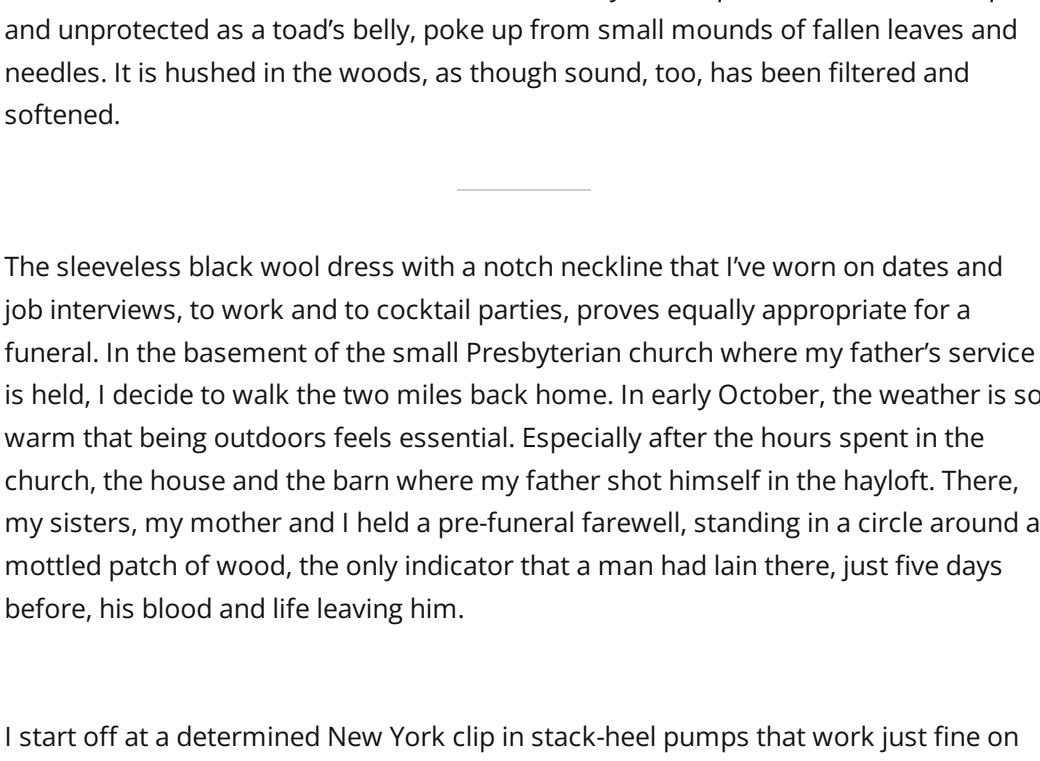 and unprotected as a toad’s belly, poke up from small mounds of fallen leaves and
needles. It is hushed in the woods, as though sound, too, has been filtered and
softened.
The sleeveless black wool dress with a notch neckline that I’ve worn on dates and
job interviews, to work and to cocktail parties, proves equally appropriate for a
funeral. In the basement of the small Presbyterian church where my father’s service
is held, I decide to walk the two miles back home. In early October, the weather is so
warm that being outdoors feels essential. Especially after the hours spent in the
church, the house and the barn where my father shot himself in the hayloft. There,
my sisters, my mother and I held a pre-funeral farewell, standing in a circle around a
mottled patch of wood, the only indicator that a man had lain there, just five days
before, his blood and life leaving him.
I start off at a determined New York clip in stack-heel pumps that work just fine on